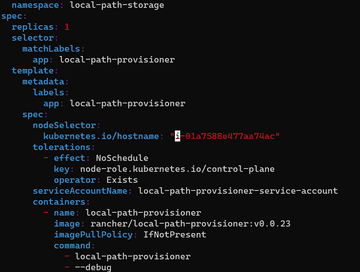 namespace: local-path-storage
spec:
replicas: 1
selector:
matchLabels:
app: local-path-provisioner
template:
metadata:
labels:
app: local-path-provisioner
spec:
nodeSelector:
kubernetes.io/hostname: "i-01a7588e477aa74ac"
tolerations:
- effect: NoSchedule
key: node-role.kubernetes.io/control-plane
operator: Exists
serviceAccountName: local-path-provisioner-service-account
containers:
- name: local-path-provisioner
image: rancher/local-path-provisioner:v0.0.23
imagePullPolicy: IfNotPresent
command:
- local-path-provisioner
- --debug